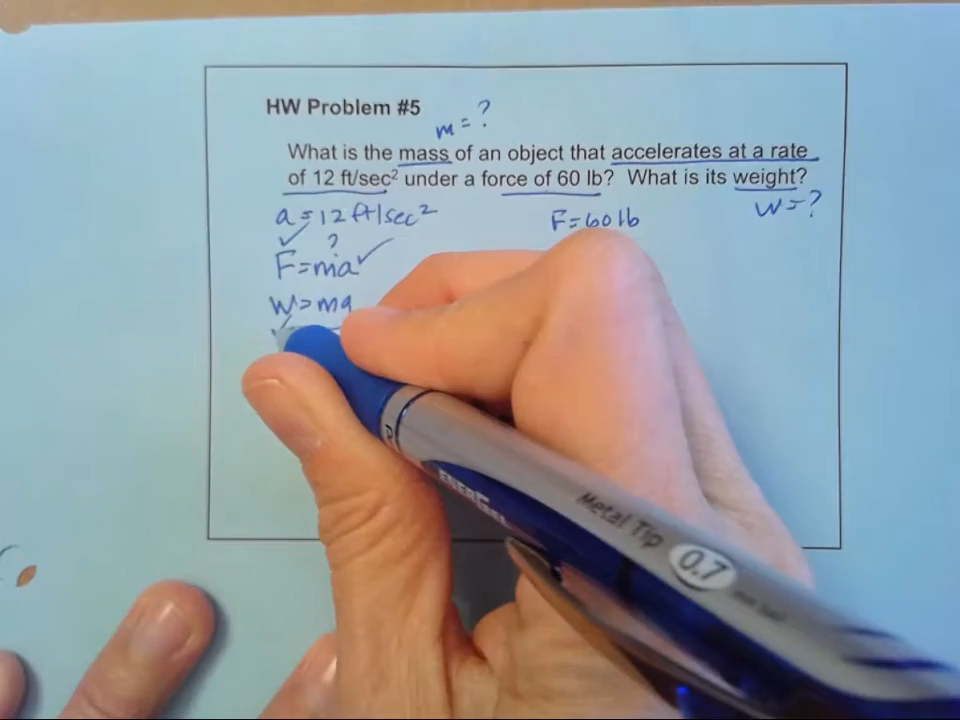 HW Problem #5
m = ?
What is the mass of an object that accelerates at a rate
of 12 ft/sec² under a force of 60 lb? What is its weight?
a = 12 ft/sec² F = 60 lb W = ?
?
F = ma
W = mg
ENERGEL
Metal Tip 0.7